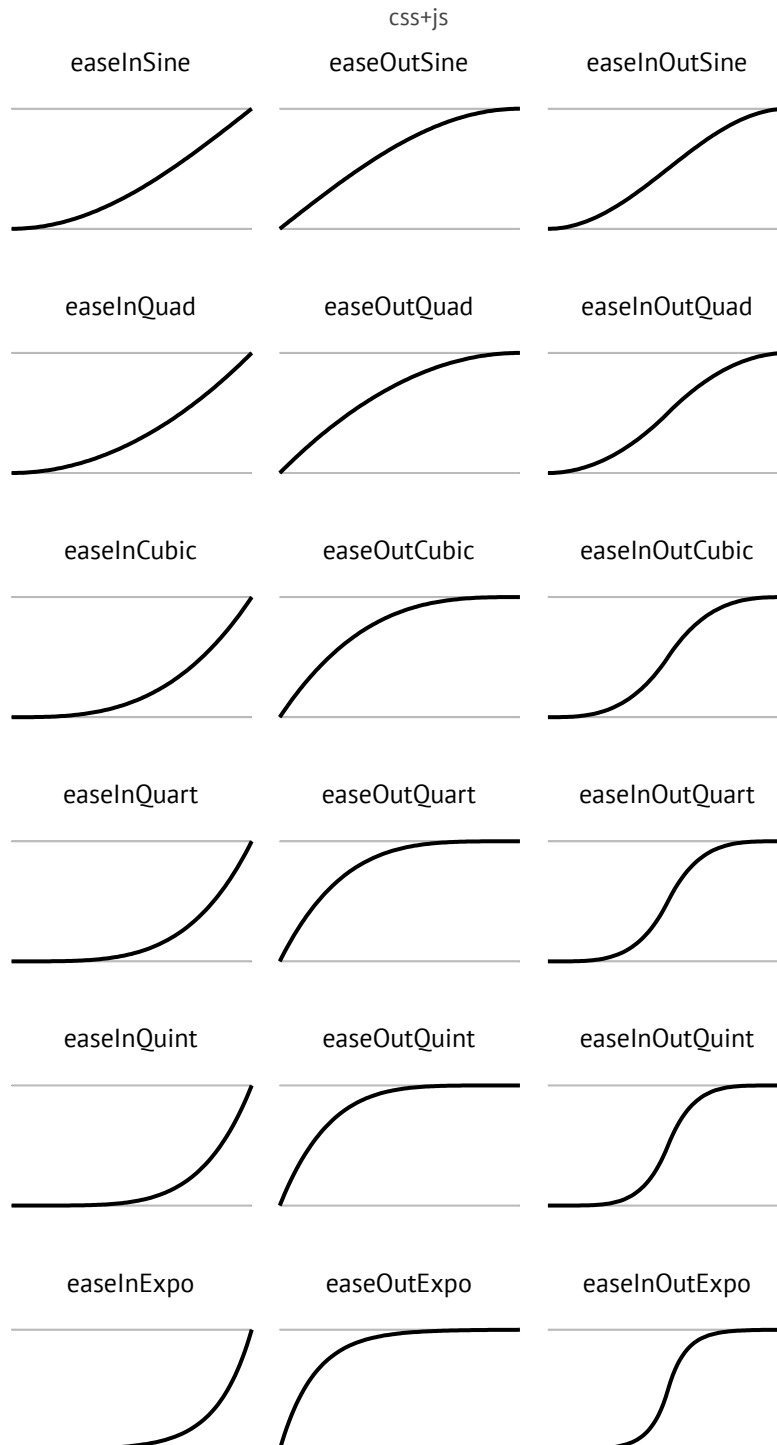 css+js
easeInSine easeOutSine easeInOutSine
easeInQuad easeOutQuad easeInOutQuad
easeInCubic easeOutCubic easeInOutCubic
easeInQuart easeOutQuart easeInOutQuart
easeInQuint easeOutQuint easeInOutQuint
easeInExpo easeOutExpo easeInOutExpo